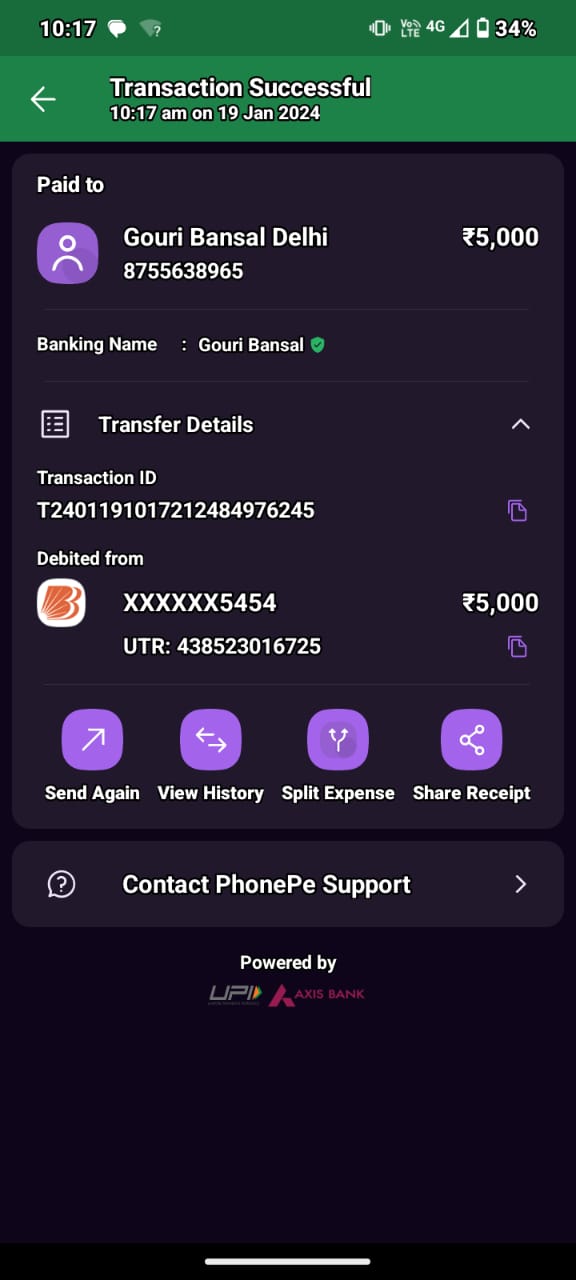 10:17 ? Vo)) LTE 4G 34%
Transaction Successful
10:17 am on 19 Jan 2024
Paid to
Gouri Bansal Delhi ₹5,000
8755638965
Banking Name : Gouri Bansal
Transfer Details
Transaction ID
T2401191017212484976245
Debited from
XXXXXX5454 ₹5,000
UTR: 438523016725
Send Again View History Split Expense Share Receipt
Contact PhonePe Support
Powered by
UPI AXIS BANK